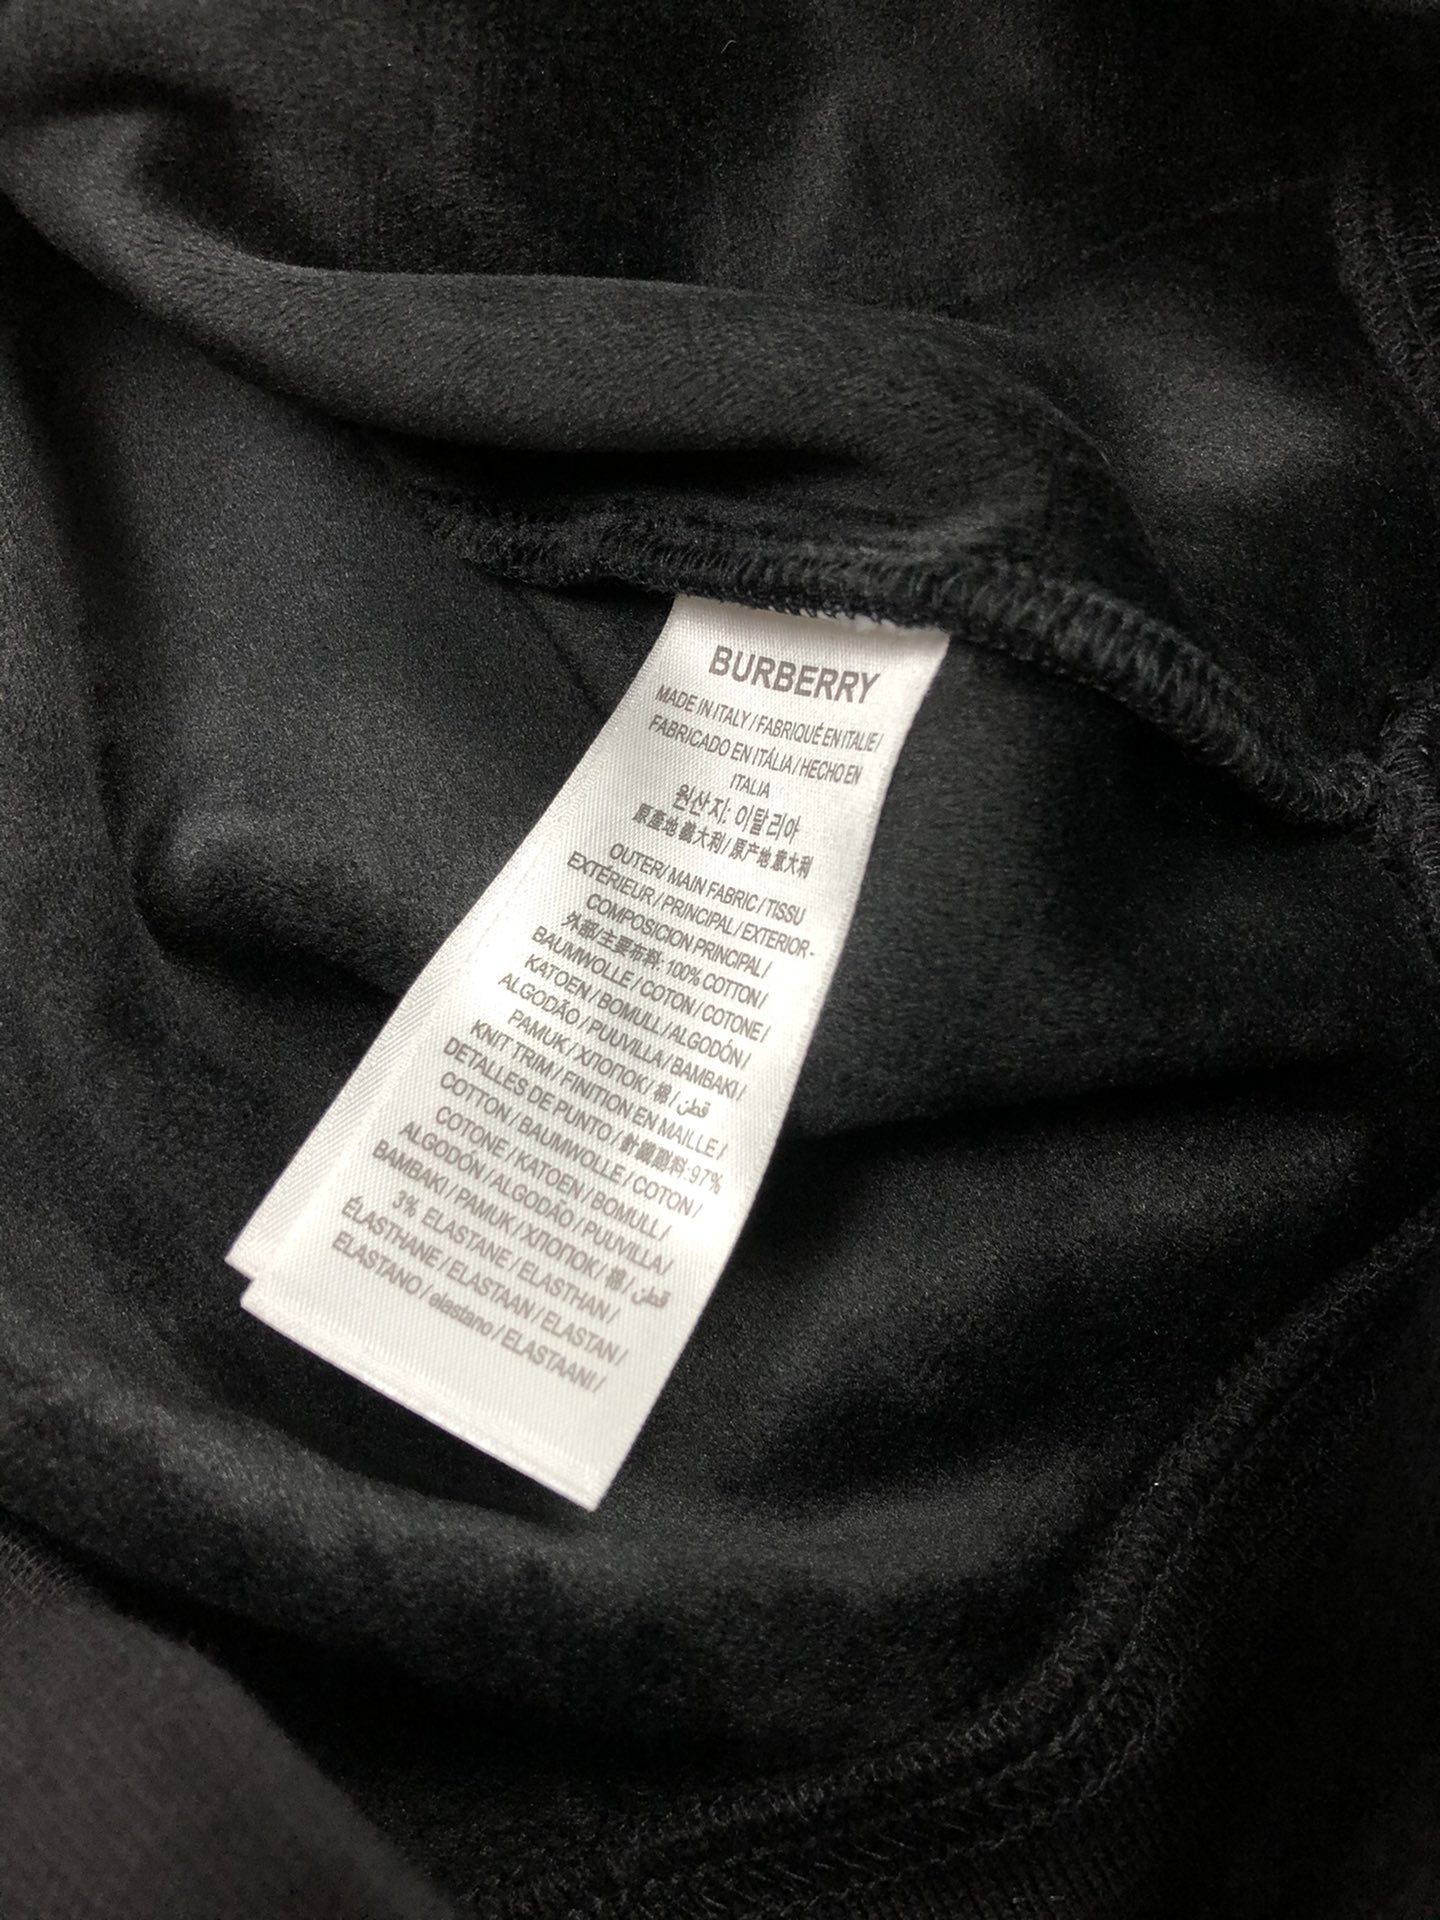 BURBERRY
MADE IN ITALY / FABRIQUÉ EN ITALIE /
FABRICADO EN ITÁLIA / HECHO EN
ITALIA
원산지: 이탈리아
原產地 義大利 / 原产地 意大利
OUTER / MAIN FABRIC / TISSU
EXTÉRIEUR / PRINCIPAL / EXTERIOR -
COMPOSICION PRINCIPAL /
外部 / 主要布料: 100% COTTON /
BAUMWOLLE / COTON / COTONE /
KATOEN / BOMULL / ALGODÓN /
ALGODÃO / PUUVILLA / BAMBAKI /
PAMUK / ХЛОПОК / 棉 / قطن
KNIT TRIM / FINITION EN MAILLE /
DETALLES DE PUNTO / 針織配料: 97%
COTTON / BAUMWOLLE / COTON /
COTONE / KATOEN / BOMULL /
ALGODÓN / ALGODÃO / PUUVILLA /
BAMBAKI / PAMUK / ХЛОПОК / 棉 / قطن
3% ELASTANE / ELASTHAN /
ÉLASTHANE / ELASTAAN / ELASTAN /
ELASTANO / elastano / ELASTAANI /